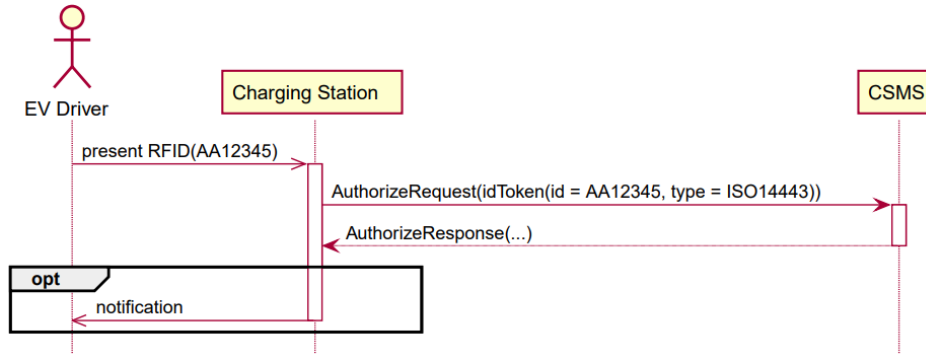 EV Driver
Charging Station
CSMS
present RFID(AA12345)
AuthorizeRequest(idToken(id = AA12345, type = ISO14443))
AuthorizeResponse(...)
opt
notification